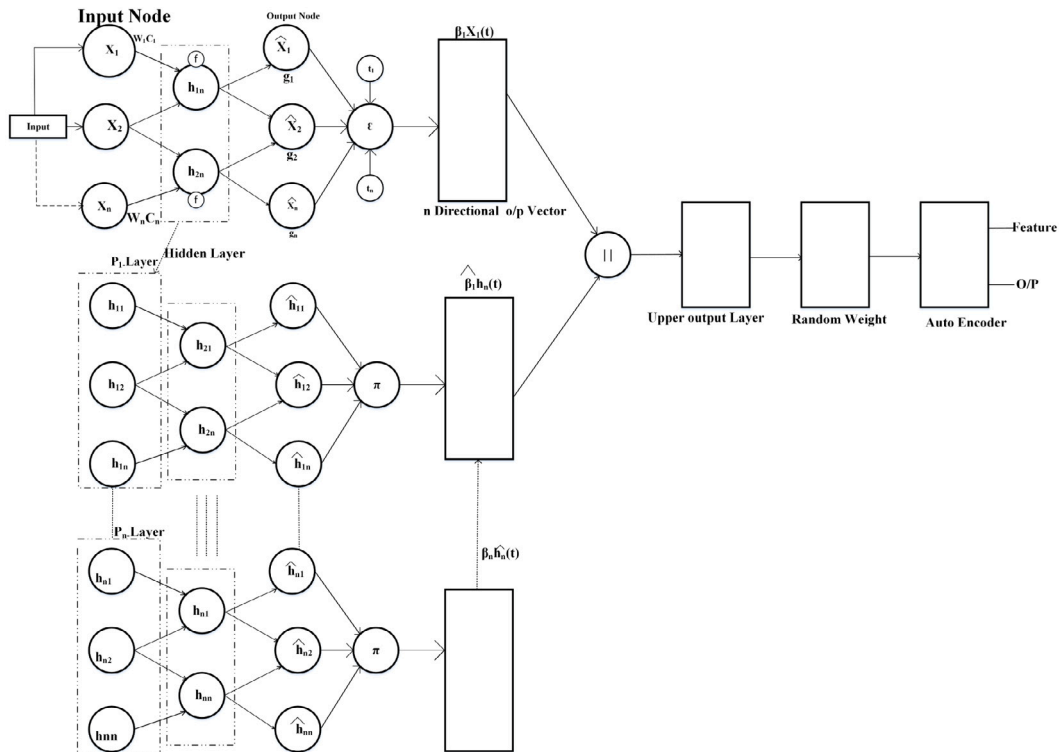 Input Node
Output Node
β₁X₁(t)
X₁
W₁C₁
f
h₁ₙ
X̂₁
g₁
t₁
Input
X₂
X̂₂
g₂
ε
h₂ₙ
f
Xₙ
WₙCₙ
X̂ₙ
gₙ
tₙ
n Directional o/p Vector
Hidden Layer
P₁.Layer
||
Feature
O/P
Upper output Layer
Random Weight
Auto Encoder
β̂₁hₙ(t)
h₁₁
h₂₁
ĥ₁₁
h₁₂
ĥ₁₂
π
h₂ₙ
h₁ₙ
ĥ₁ₙ
Pₙ.Layer
βₙĥₙ(t)
hₙ₁
hₙ₁
ĥₙ₁
hₙ₂
ĥₙ₂
π
hₙₙ
hnn
ĥₙₙ